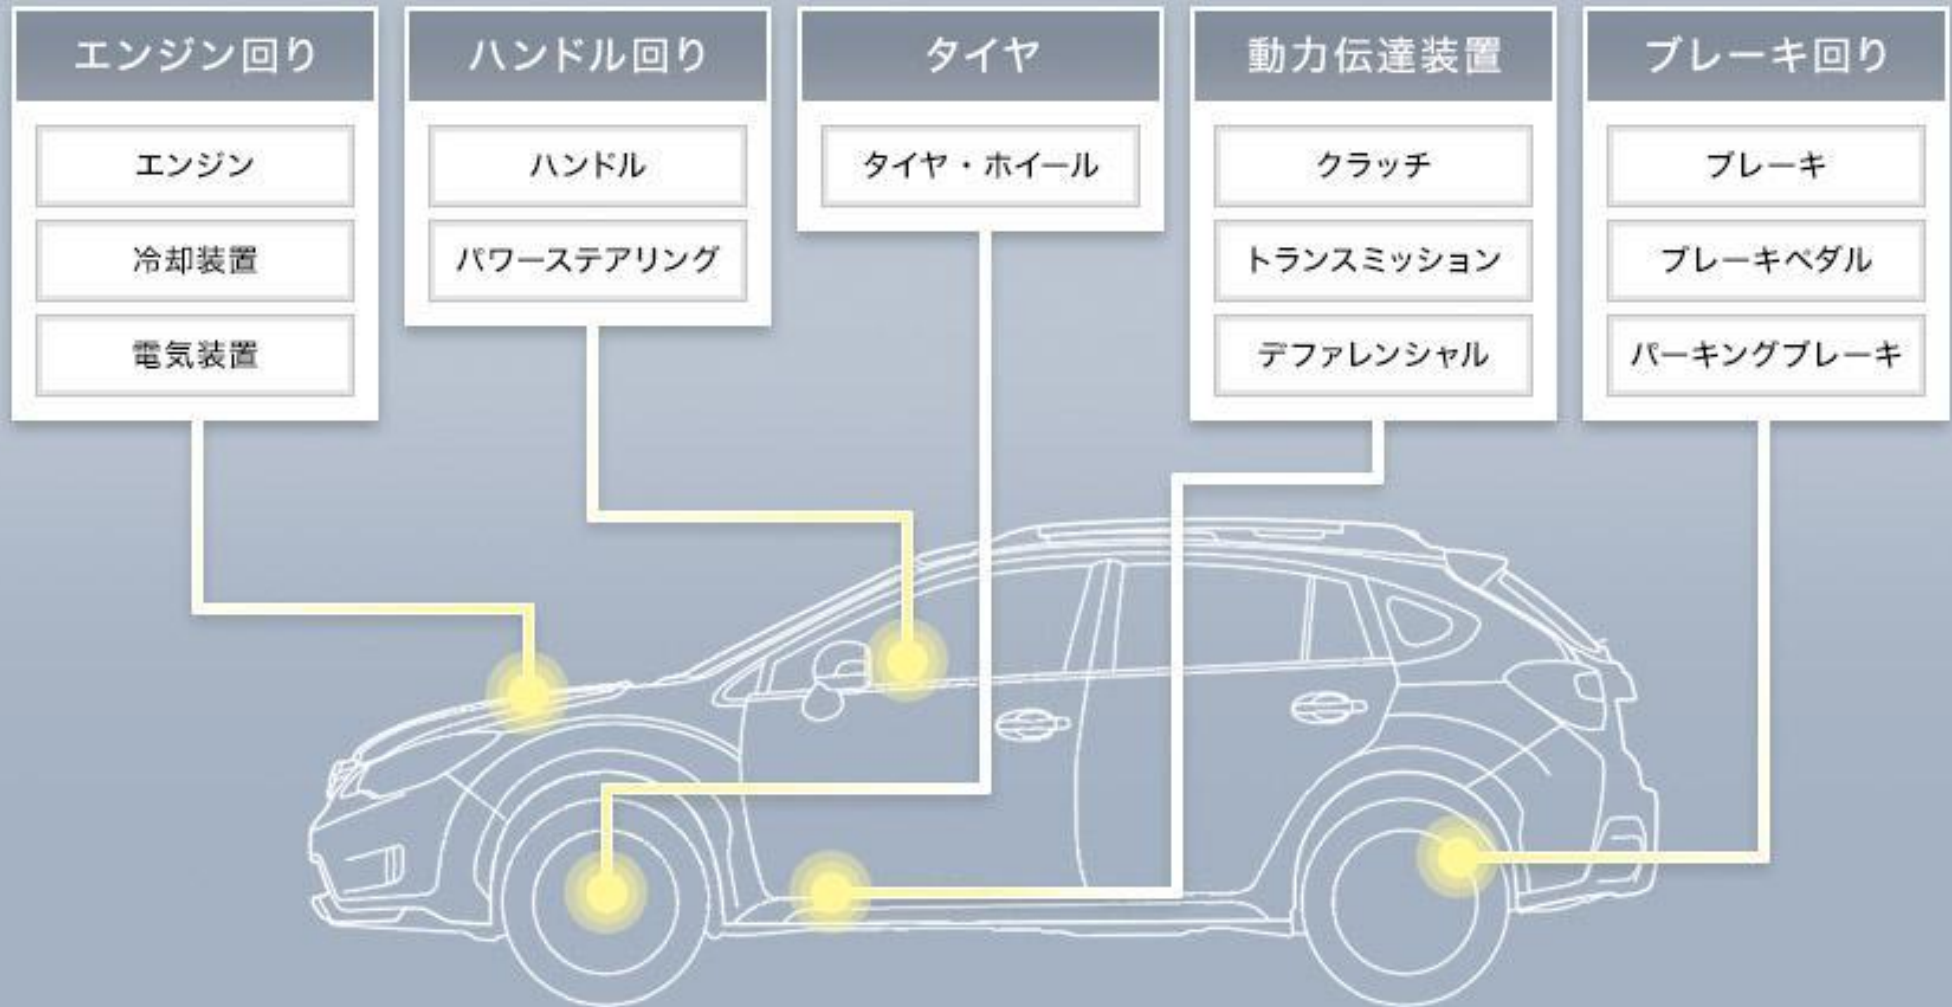 エンジン回り
エンジン
冷却装置
電気装置
ハンドル回り
ハンドル
パワーステアリング
タイヤ
タイヤ・ホイール
動力伝達装置
クラッチ
トランスミッション
デファレンシャル
ブレーキ回り
ブレーキ
ブレーキペダル
パーキングブレーキ